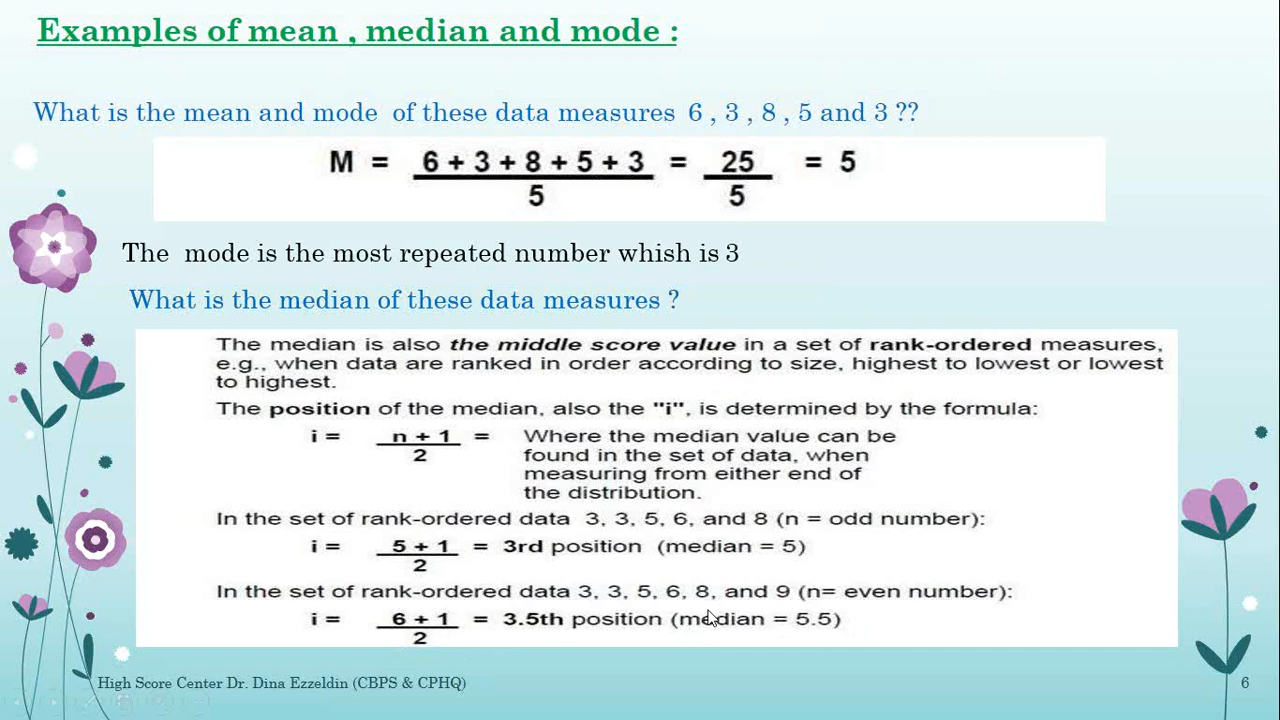 Examples of mean , median and mode :
What is the mean and mode of these data measures 6 , 3 , 8 , 5 and 3 ??
M = 6 + 3 + 8 + 5 + 3 = 25 = 5
5 5
The mode is the most repeated number whish is 3
What is the median of these data measures ?
The median is also the middle score value in a set of rank-ordered measures,
e.g., when data are ranked in order according to size, highest to lowest or lowest
to highest.
The position of the median, also the "i", is determined by the formula:
i = n + 1 = Where the median value can be
2 found in the set of data, when
measuring from either end of
the distribution.
In the set of rank-ordered data 3, 3, 5, 6, and 8 (n = odd number):
i = 5 + 1 = 3rd position (median = 5)
2
In the set of rank-ordered data 3, 3, 5, 6, 8, and 9 (n= even number):
i = 6 + 1 = 3.5th position (median = 5.5)
2
High Score Center Dr. Dina Ezzeldin (CBPS & CPHQ)
6